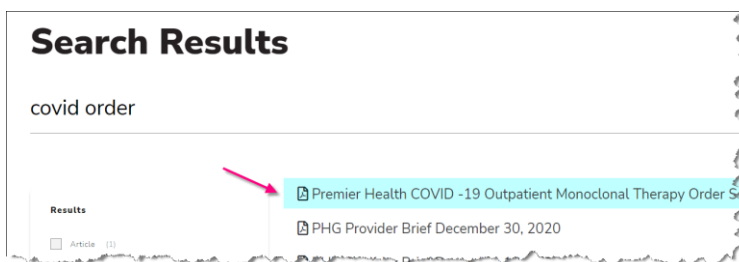 Search Results
covid order
Premier Health COVID -19 Outpatient Monoclonal Therapy Order
Results
PHG Provider Brief December 30, 2020
Article (1)